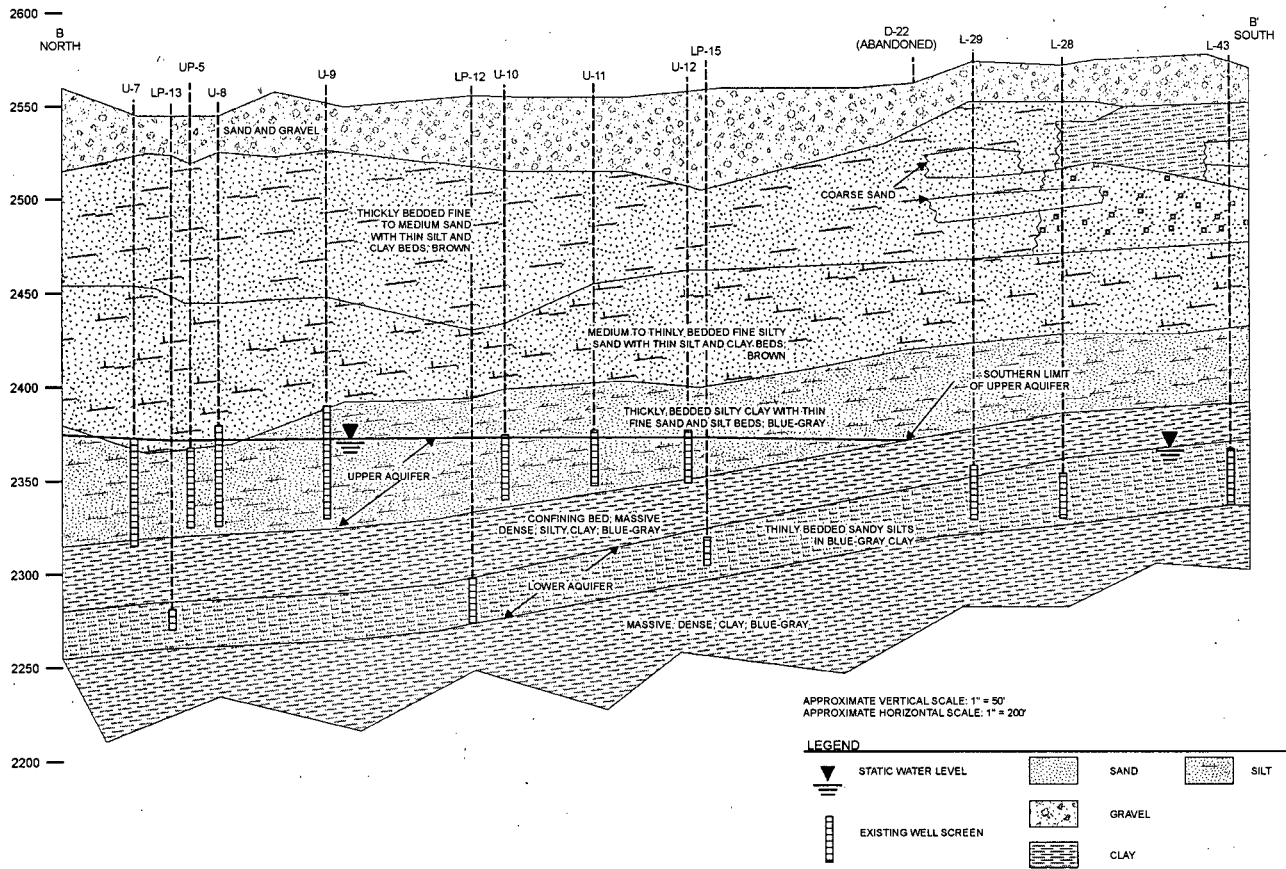 2600
B
NORTH
U-7
LP-13
UP-5
U-8
U-9
LP-12
U-10
U-11
U-12
LP-15
D-22
(ABANDONED)
L-29
L-28
L-43
B'
SOUTH
2550
SAND AND GRAVEL
2500
COARSE SAND
THICKLY BEDDED FINE
TO MEDIUM SAND
WITH THIN SILT AND
CLAY BEDS; BROWN
2450
MEDIUM TO THINLY BEDDED FINE SILTY
SAND WITH THIN SILT AND CLAY BEDS;
BROWN
2400
SOUTHERN LIMIT
OF UPPER AQUIFER
THICKLY BEDDED SILTY CLAY WITH THIN
FINE SAND AND SILT BEDS; BLUE-GRAY
UPPER AQUIFER
2350
CONFINING BED; MASSIVE
DENSE; SILTY CLAY; BLUE-GRAY
THINLY BEDDED SANDY SILTS
IN BLUE-GRAY CLAY
2300
LOWER AQUIFER
MASSIVE, DENSE, CLAY; BLUE-GRAY
2250
APPROXIMATE VERTICAL SCALE: 1" = 50'
APPROXIMATE HORIZONTAL SCALE: 1" = 200'
2200
LEGEND
STATIC WATER LEVEL
SAND
SILT
GRAVEL
EXISTING WELL SCREEN
CLAY